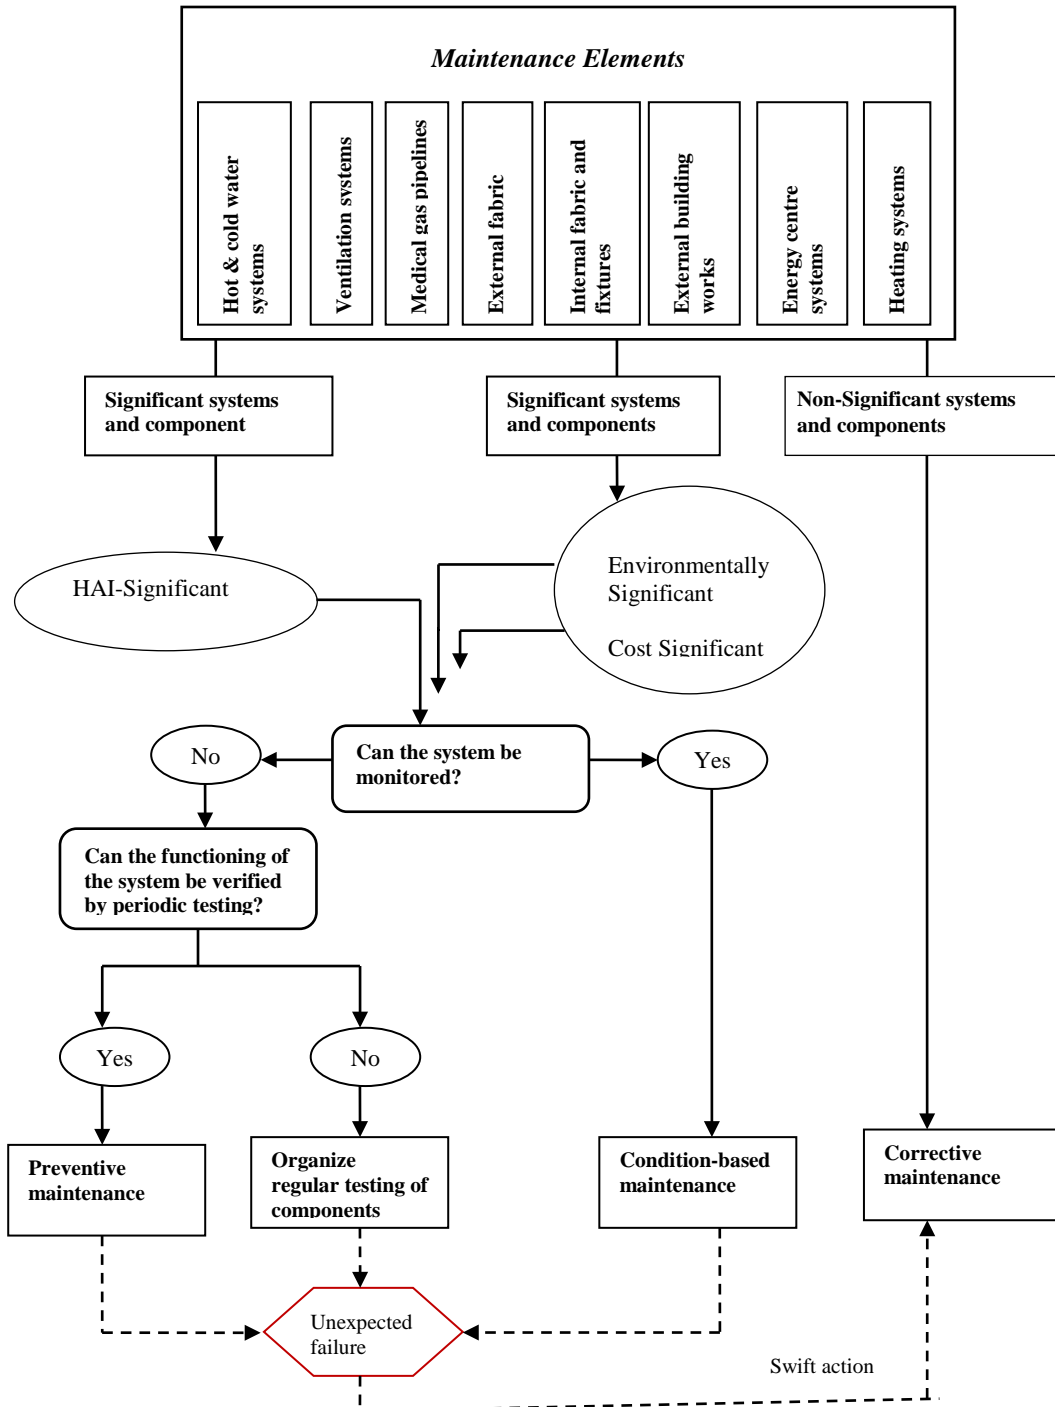 Maintenance Elements
Hot & cold water
systems
Ventilation systems
Medical gas pipelines
External fabric
Internal fabric and
fixtures
External building
works
Energy centre
systems
Heating systems
Significant systems
and component
Significant systems
and components
Non-Significant systems
and components
HAI-Significant
Environmentally
Significant
Cost Significant
No
Can the system be
monitored?
Yes
Can the functioning of
the system be verified
by periodic testing?
Yes
No
Preventive
maintenance
Organize
regular testing of
components
Condition-based
maintenance
Corrective
maintenance
Unexpected
failure
Swift action